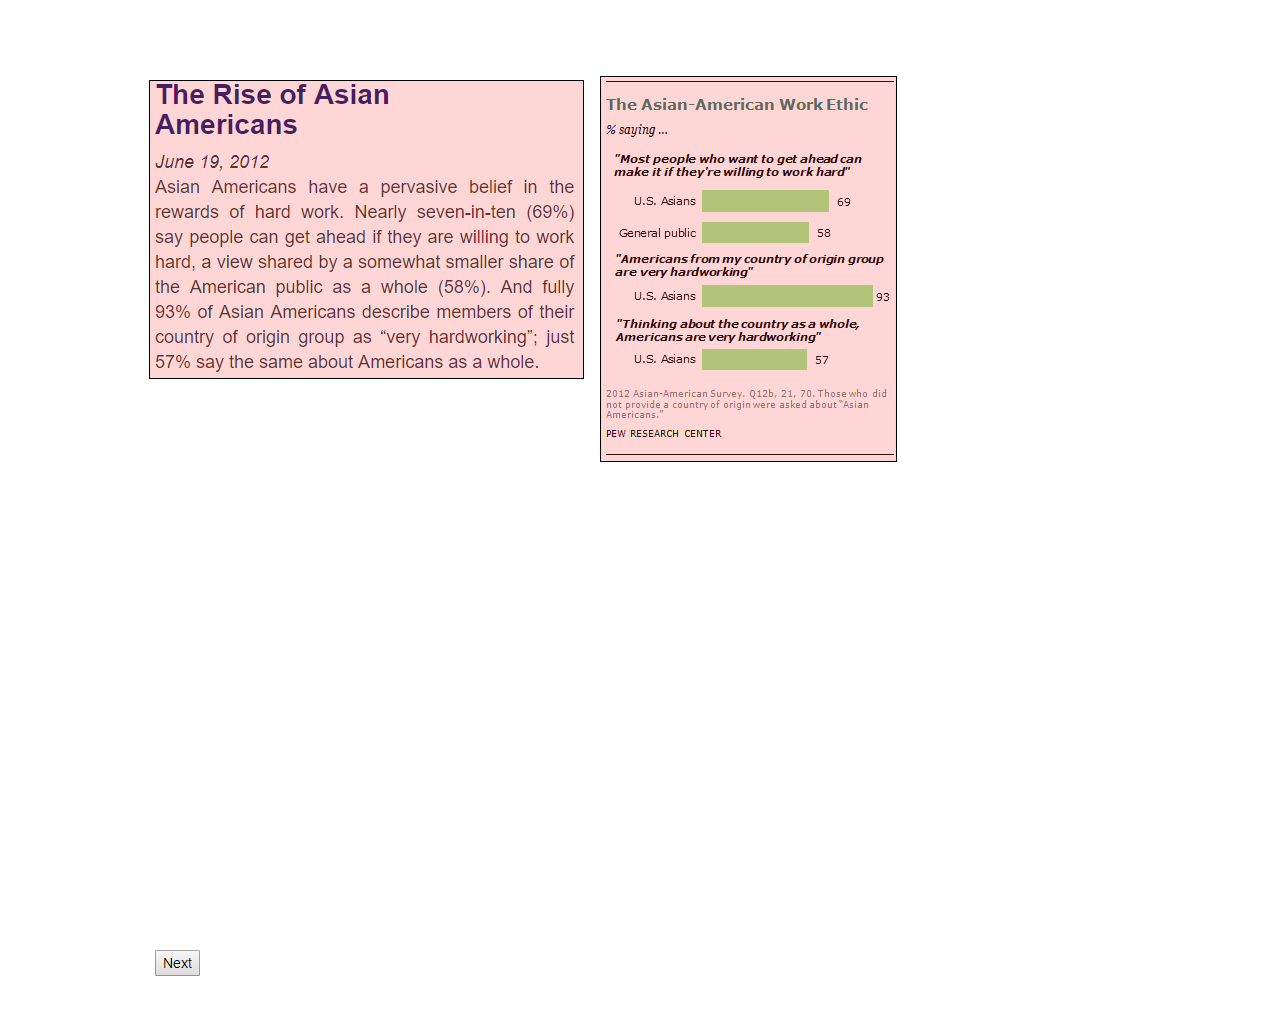 The Rise of Asian
Americans
June 19, 2012
Asian Americans have a pervasive belief in the
rewards of hard work. Nearly seven-in-ten (69%)
say people can get ahead if they are willing to work
hard, a view shared by a somewhat smaller share of
the American public as a whole (58%). And fully
93% of Asian Americans describe members of their
country of origin group as “very hardworking”; just
57% say the same about Americans as a whole.
The Asian-American Work Ethic
% saying ...
"Most people who want to get ahead can
make it if they're willing to work hard"
U.S. Asians 69
General public 58
"Americans from my country of origin group
are very hardworking"
U.S. Asians 93
"Thinking about the country as a whole,
Americans are very hardworking"
U.S. Asians 57
2012 Asian-American Survey. Q12b, 21, 70. Those who did
not provide a country of origin were asked about “Asian
Americans.”
PEW RESEARCH CENTER
Next